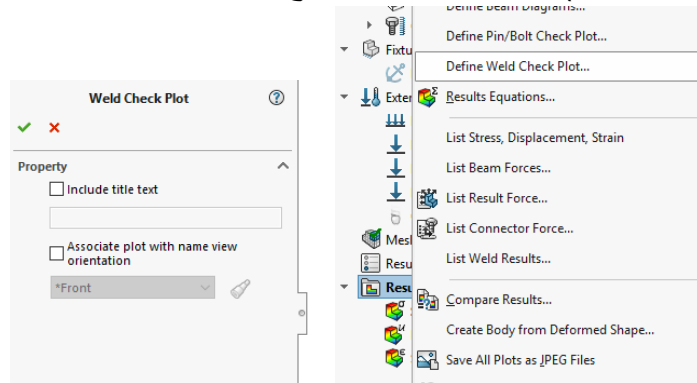 Weld Check Plot
Property
Include title text
Associate plot with name view
orientation
*Front
Define Beam Diagrams...
Define Pin/Bolt Check Plot...
Fixtu
Define Weld Check Plot...
Exter
Results Equations...
List Stress, Displacement, Strain
List Beam Forces...
List Result Force...
List Connector Force...
Mesh
List Weld Results...
Resu
Resu
Compare Results...
Create Body from Deformed Shape...
Save All Plots as JPEG Files